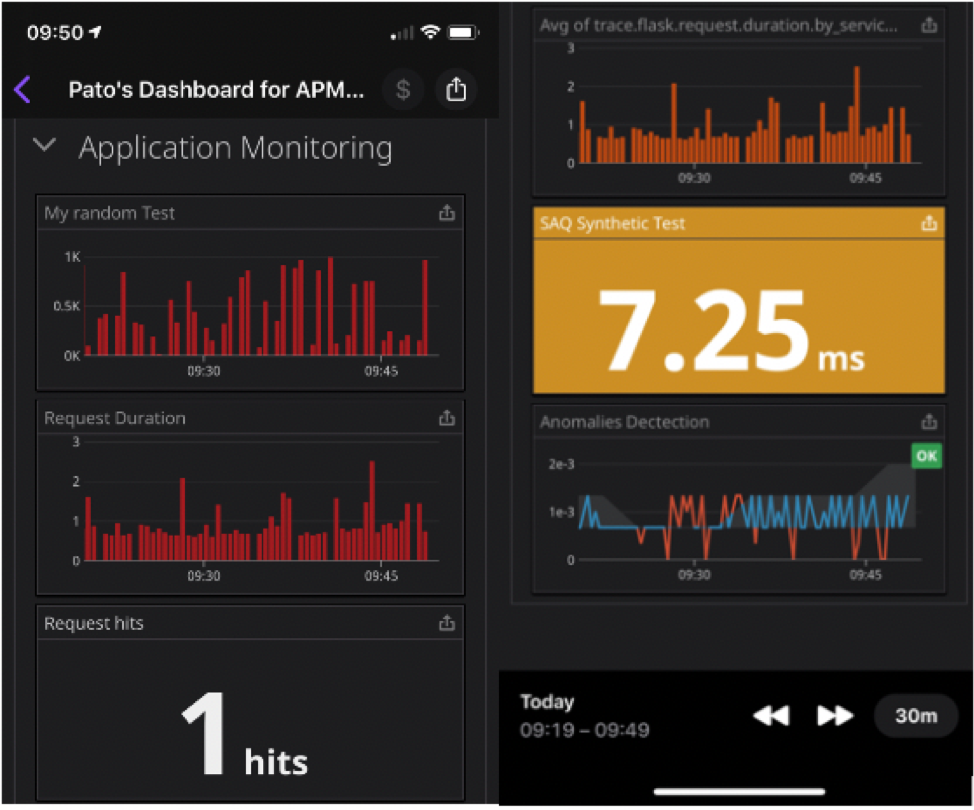 09:50
Pato's Dashboard for APM...
$
Application Monitoring
My random Test
1K
0.5K
0K
09:30 09:45
Request Duration
3
2
1
0
09:30 09:45
Request hits
1 hits
Avg of trace.flask.request.duration.by_servic...
3
2
1
0
09:30 09:45
SAQ Synthetic Test
7.25 ms
Anomalies Dectection
OK
2e-3
1e-3
0
09:30 09:45
Today
09:19 – 09:49
30m